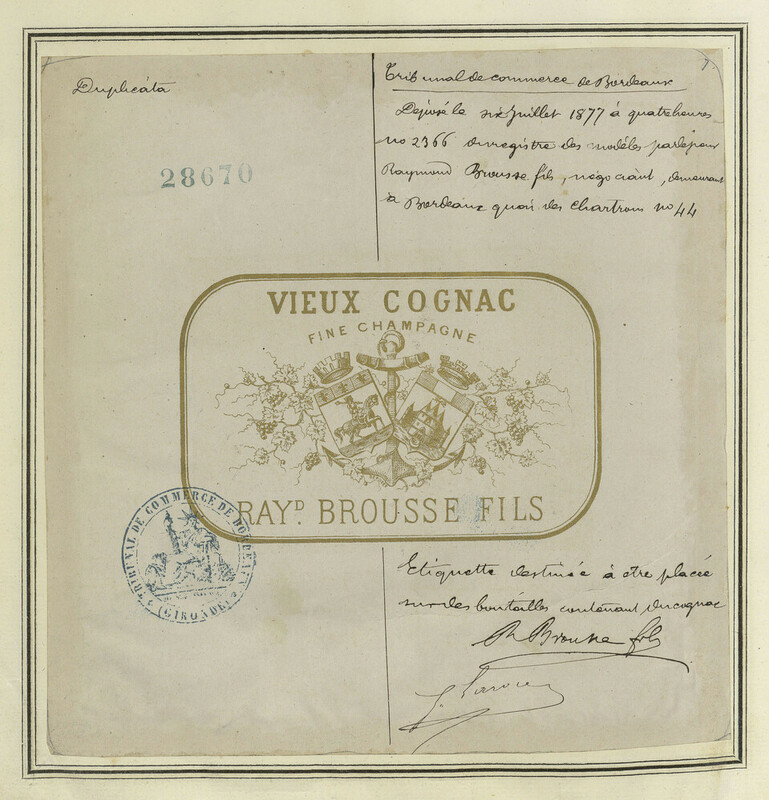 Duplicáta
28670
Tribunal de commerce de Bordeaux
Déposé le six Juillet 1877 à quatre heures
no 2366 du registre des modèles par le sieur
Raymond Brousse fils, négociant, demeurant
à Bordeaux quai des Chartrons no 44
VIEUX COGNAC
FINE CHAMPAGNE
RAYD. BROUSSE FILS
TRIBUNAL DE COMMERCE DE BORDEAUX
(GIRONDE)
Etiquette destinée à être placée
sur des bouteilles contenant du cognac
R Brousse fils